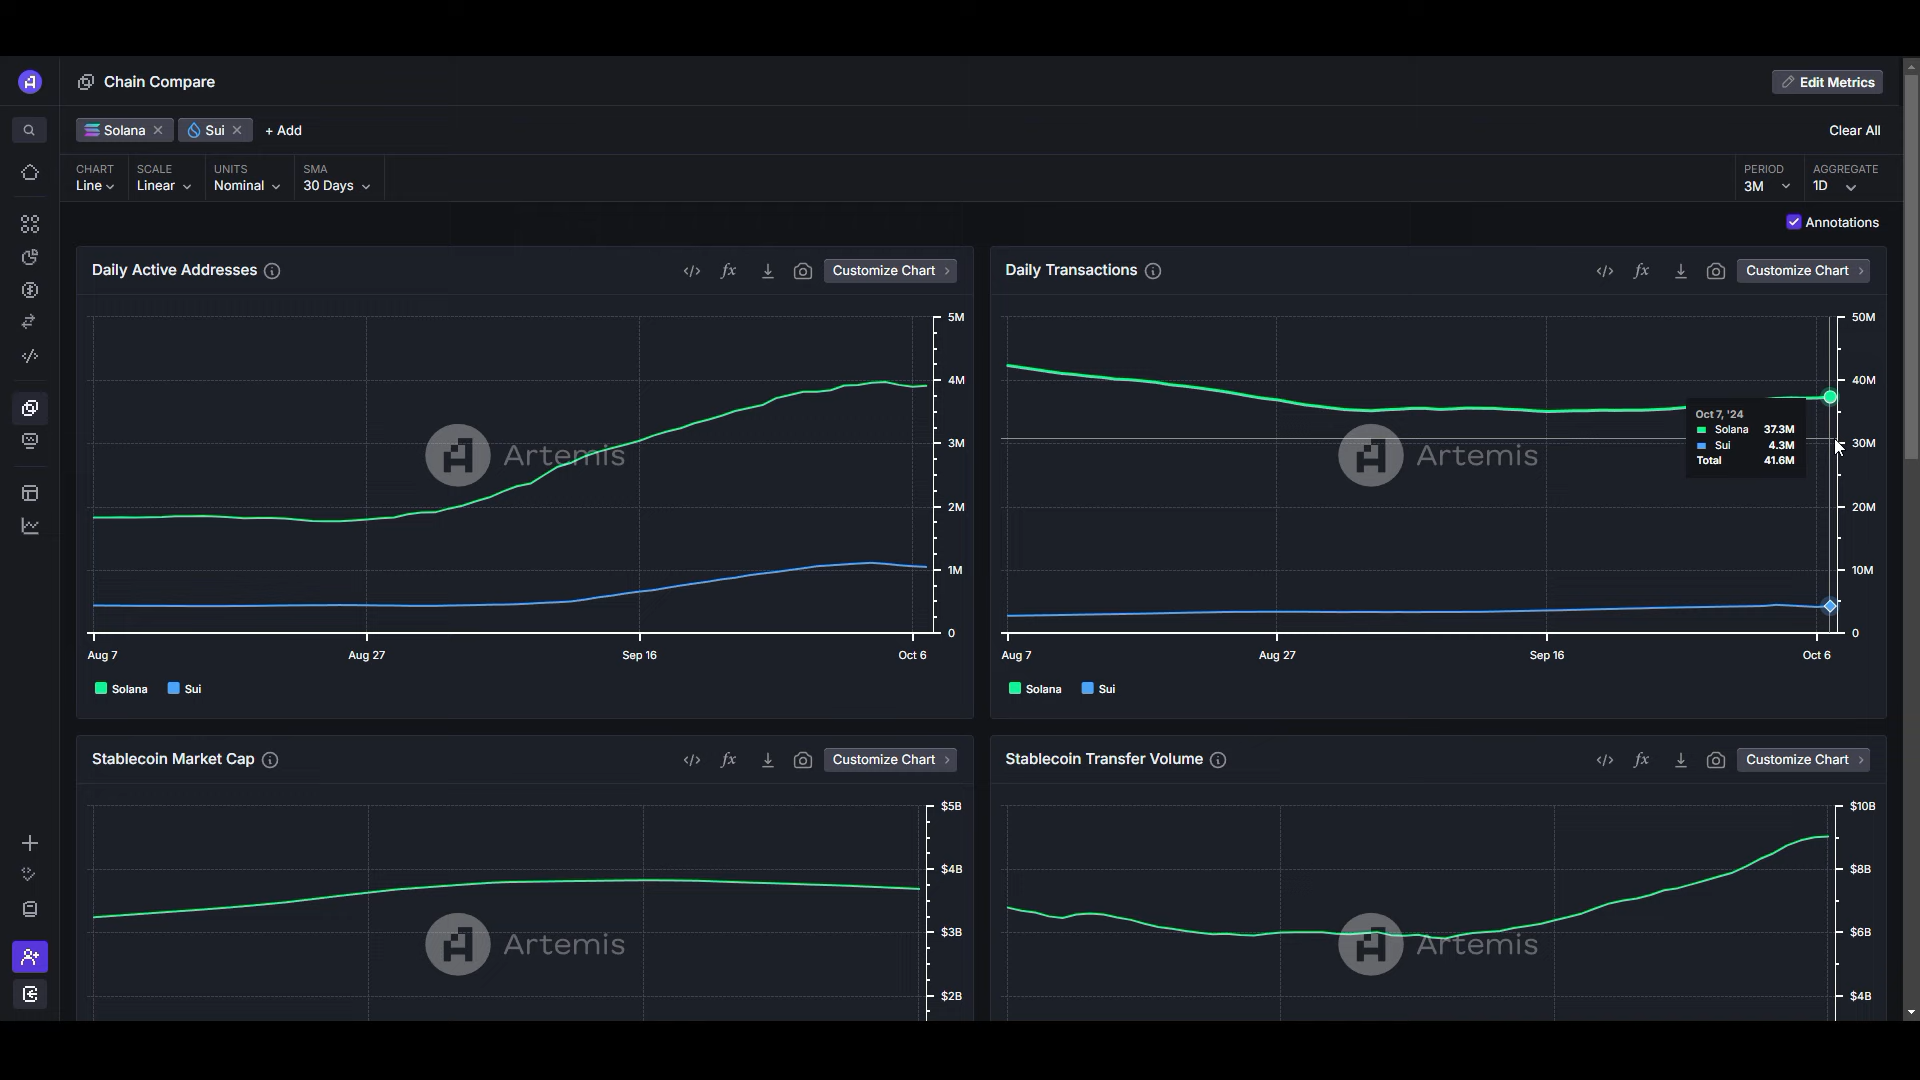 Chain Compare
Edit Metrics
Solana
Sui
+ Add
Clear All
CHART
Line
SCALE
Linear
UNITS
Nominal
SMA
30 Days
PERIOD
3M
AGGREGATE
1D
Annotations
Daily Active Addresses
</>
fx
Customize Chart
5M
4M
3M
2M
1M
0
Artemis
Aug 7
Aug 27
Sep 16
Oct 6
Solana
Sui
Daily Transactions
</>
fx
Customize Chart
50M
40M
30M
20M
10M
0
Artemis
Oct 7, '24
Solana 37.3M
Sui 4.3M
Total 41.6M
Aug 7
Aug 27
Sep 16
Oct 6
Solana
Sui
Stablecoin Market Cap
</>
fx
Customize Chart
$5B
$4B
$3B
$2B
Artemis
Stablecoin Transfer Volume
</>
fx
Customize Chart
$10B
$8B
$6B
$4B
Artemis